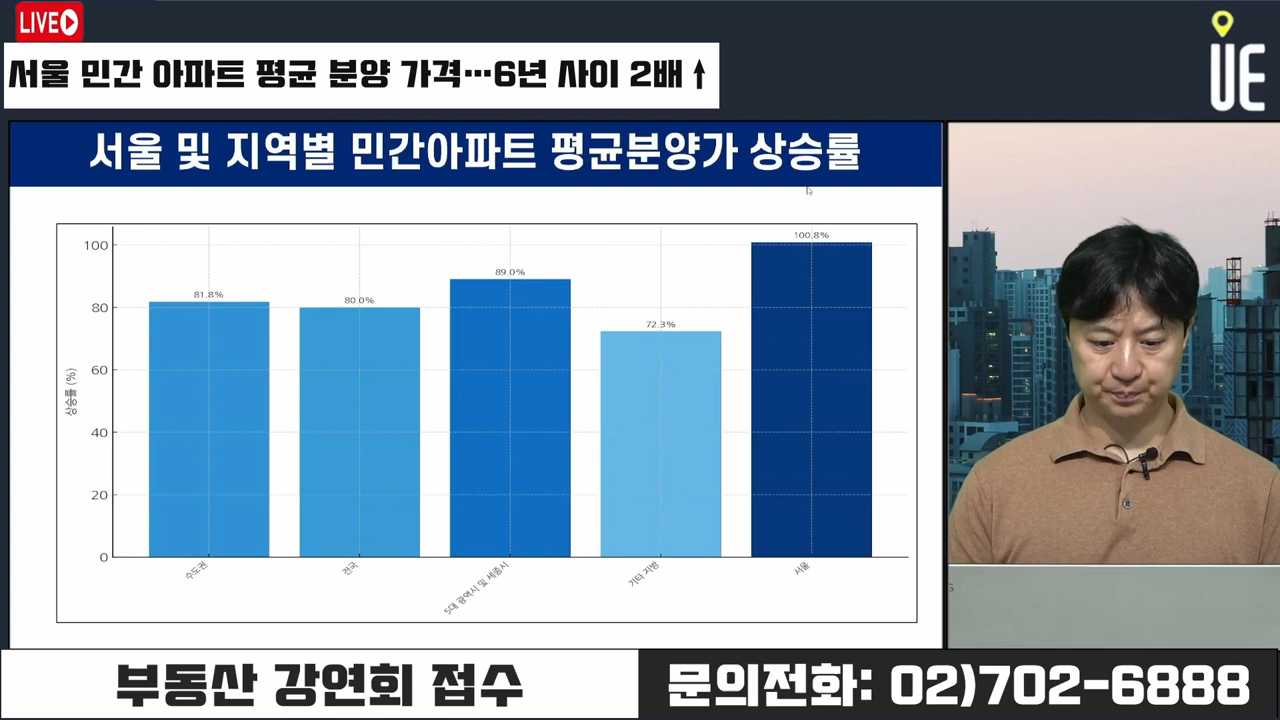 LIVE
서울 민간 아파트 평균 분양 가격…6년 사이 2배↑
UE
서울 및 지역별 민간아파트 평균분양가 상승률
상승률 (%)
100
80
60
40
20
0
81.8%
80.0%
89.0%
72.3%
100.8%
수도권
전국
5대 광역시 및 세종시
기타 지방
서울
부동산 강연회 접수
문의전화: 02)702-6888